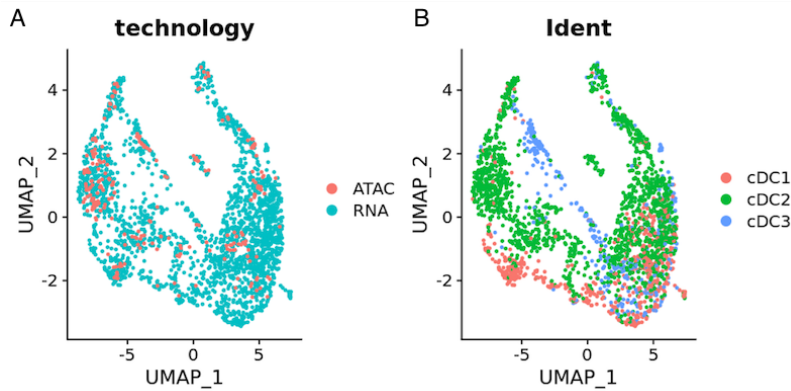 A
technology
4
2
0
-2
UMAP_2
-5
0
5
UMAP_1
ATAC
RNA
B
Ident
4
2
0
-2
UMAP_2
-5
0
5
UMAP_1
cDC1
cDC2
cDC3